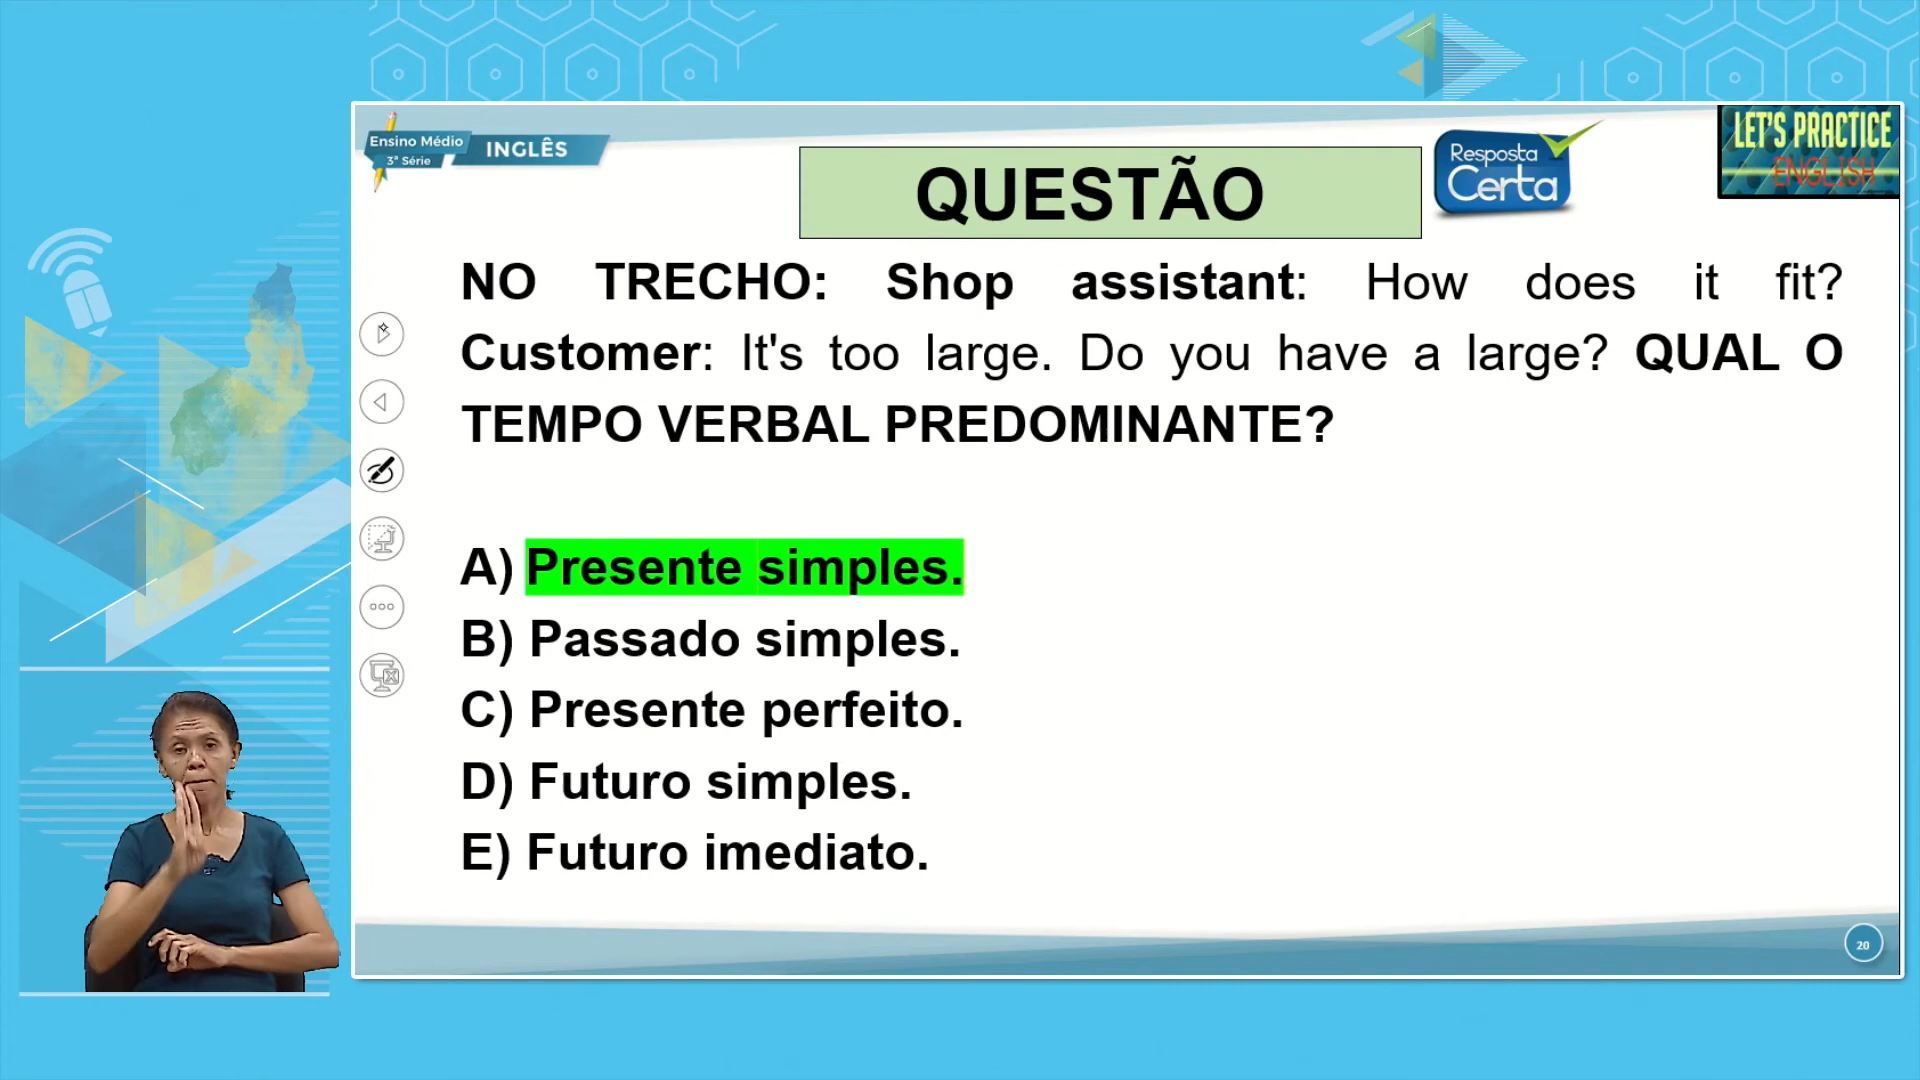 Ensino Médio
3ª Série
INGLÊS
QUESTÃO
Resposta
Certa
LET'S PRACTICE
ENGLISH
NO TRECHO: Shop assistant: How does it fit?
Customer: It's too large. Do you have a large? QUAL O
TEMPO VERBAL PREDOMINANTE?
A) Presente simples.
B) Passado simples.
C) Presente perfeito.
D) Futuro simples.
E) Futuro imediato.
20